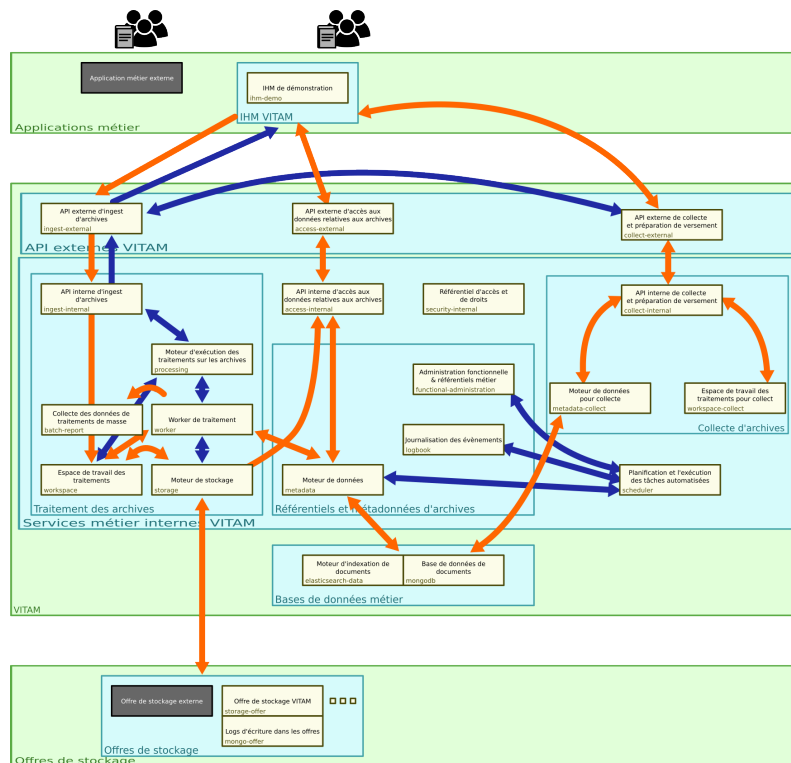 Application métier externe
IHM de démonstration
ihm-demo
IHM VITAM
Applications métier
API externe d'ingest
d'archives
ingest-external
API externe d'accès aux
données relatives aux archives
access-external
API externe de collecte
et préparation de versement
collect-external
API externes VITAM
API interne d'ingest
d'archives
ingest-internal
API interne d'accès aux
données relatives aux archives
access-internal
Référentiel d'accès et
de droits
security-internal
API interne de collecte
et préparation de versement
collect-internal
Moteur d'exécution des
traitements sur les archives
processing
Administration fonctionnelle
& référentiels métier
functional-administration
Moteur de données
pour collecte
metadata-collect
Espace de travail des
traitements pour collect
workspace-collect
Collecte des données de
traitements de masse
batch-report
Worker de traitement
worker
Collecte d'archives
Journalisation des évènements
logbook
Espace de travail des
traitements
workspace
Moteur de stockage
storage
Moteur de données
metadata
Planification et l'exécution
des tâches automatisées
scheduler
Traitement des archives
Référentiels et métadonnées d'archives
Services métier internes VITAM
Moteur d'indexation de
documents
elasticsearch-data
Base de données de
documents
mongodb
Bases de données métier
VITAM
Offre de stockage externe
Offre de stockage VITAM
storage-offer
Logs d'écriture dans les offres
mongo-offer
Offres de stockage
Offres de stockage